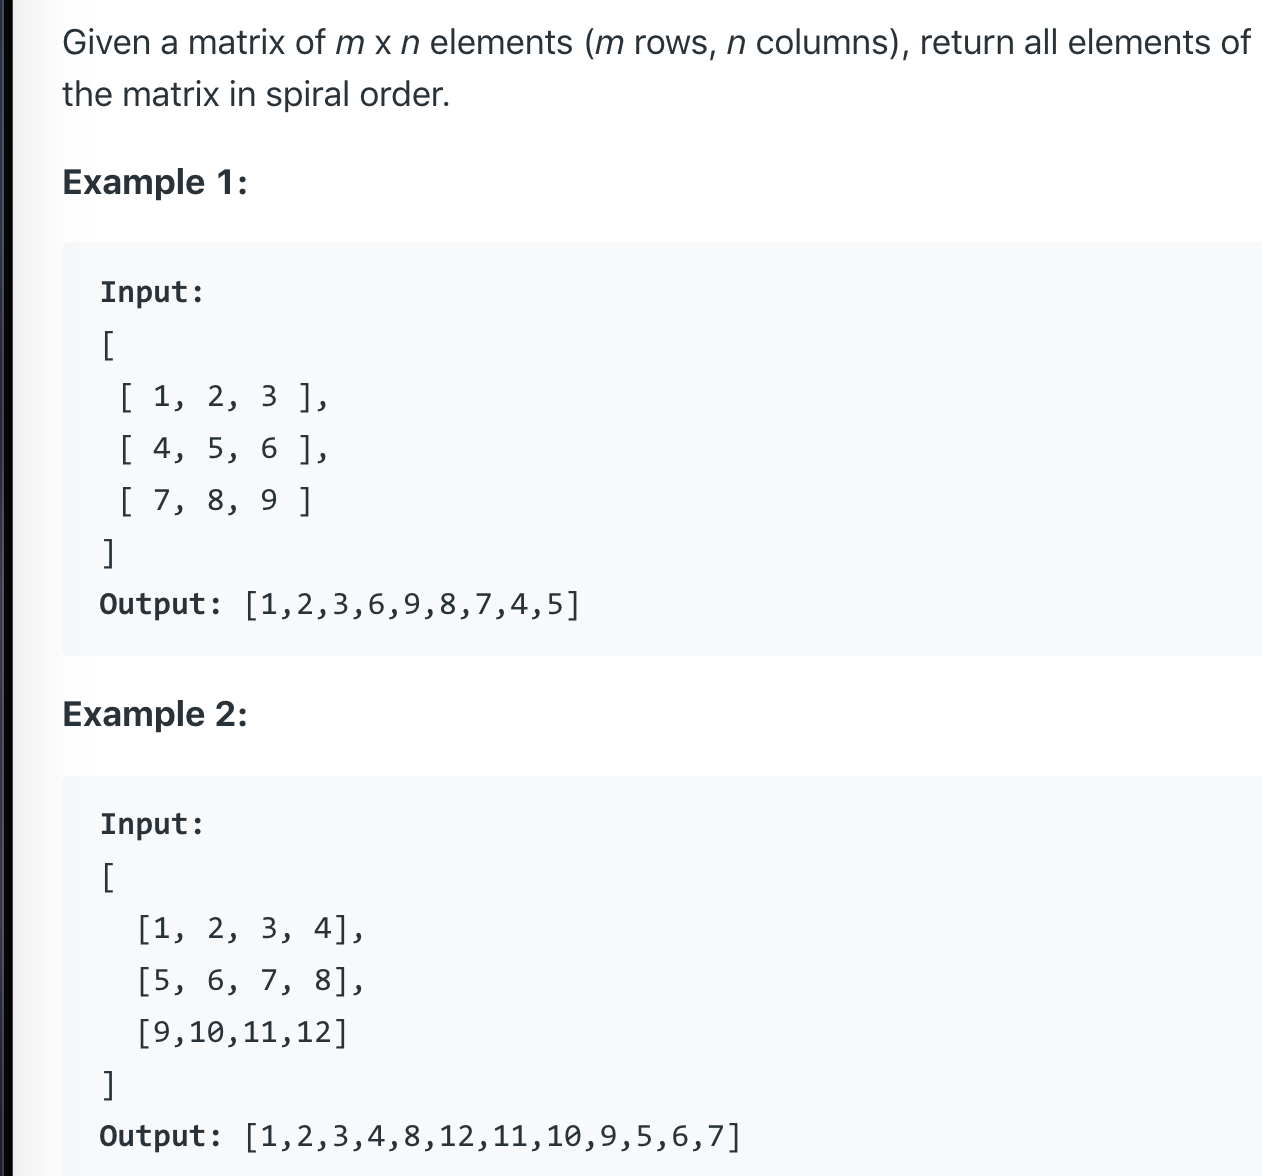 Given a matrix of m x n elements (m rows, n columns), return all elements of
the matrix in spiral order.
Example 1:
Input:
[
 [ 1, 2, 3 ],
 [ 4, 5, 6 ],
 [ 7, 8, 9 ]
]
Output: [1,2,3,6,9,8,7,4,5]
Example 2:
Input:
[
  [1, 2, 3, 4],
  [5, 6, 7, 8],
  [9,10,11,12]
]
Output: [1,2,3,4,8,12,11,10,9,5,6,7]